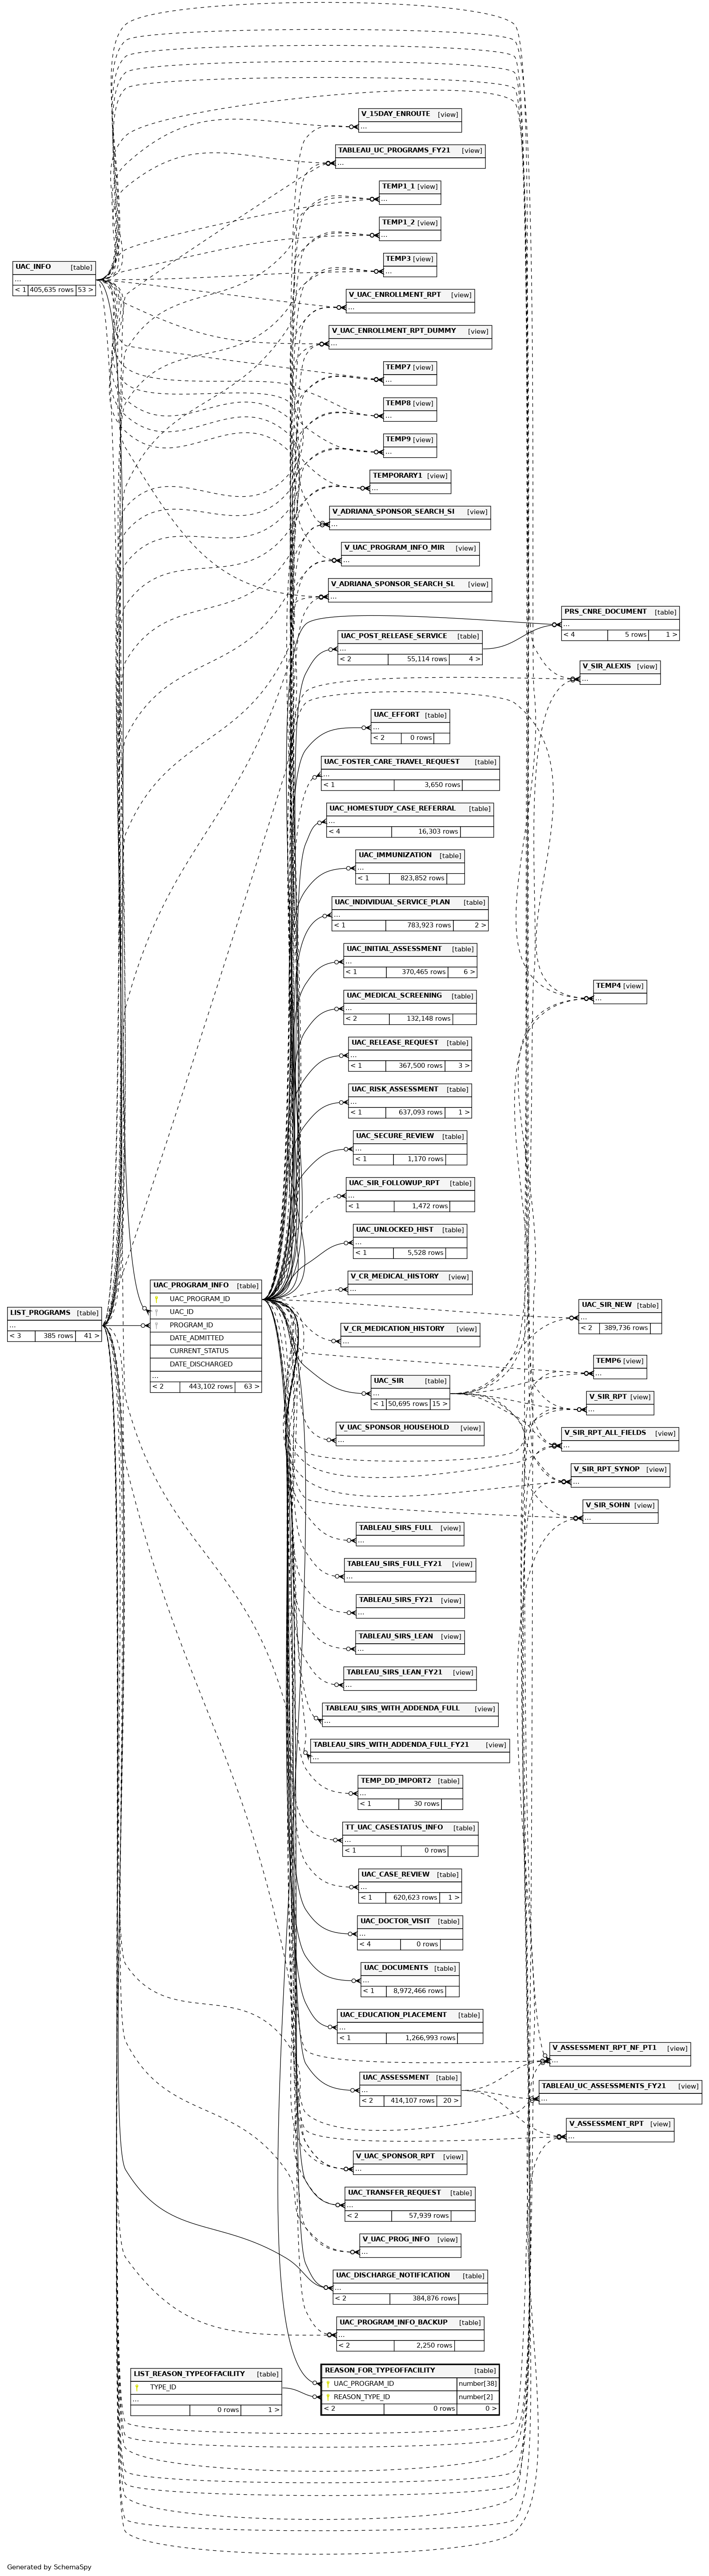 V_15DAY_ENROUTE [view]
...
TABLEAU_UC_PROGRAMS_FY21 [view]
...
TEMP1_1 [view]
...
TEMP1_2 [view]
...
TEMP3 [view]
...
UAC_INFO [table]
...
< 1 405,635 rows 53 >
V_UAC_ENROLLMENT_RPT [view]
...
V_UAC_ENROLLMENT_RPT_DUMMY [view]
...
TEMP7 [view]
...
TEMP8 [view]
...
TEMP9 [view]
...
TEMPORARY1 [view]
...
V_ADRIANA_SPONSOR_SEARCH_SI [view]
...
V_UAC_PROGRAM_INFO_MIR [view]
...
V_ADRIANA_SPONSOR_SEARCH_SL [view]
...
PRS_CNRE_DOCUMENT [table]
...
< 4 5 rows 1 >
UAC_POST_RELEASE_SERVICE [table]
...
< 2 55,114 rows 4 >
V_SIR_ALEXIS [view]
...
UAC_EFFORT [table]
...
< 2 0 rows
UAC_FOSTER_CARE_TRAVEL_REQUEST [table]
...
< 1 3,650 rows
UAC_HOMESTUDY_CASE_REFERRAL [table]
...
< 4 16,303 rows
UAC_IMMUNIZATION [table]
...
< 1 823,852 rows
UAC_INDIVIDUAL_SERVICE_PLAN [table]
...
< 1 783,923 rows 2 >
UAC_INITIAL_ASSESSMENT [table]
...
< 1 370,465 rows 6 >
TEMP4 [view]
...
UAC_MEDICAL_SCREENING [table]
...
< 2 132,148 rows
UAC_RELEASE_REQUEST [table]
...
< 1 367,500 rows 3 >
UAC_RISK_ASSESSMENT [table]
...
< 1 637,093 rows 1 >
UAC_SECURE_REVIEW [table]
...
< 1 1,170 rows
UAC_SIR_FOLLOWUP_RPT [table]
...
< 1 1,472 rows
UAC_UNLOCKED_HIST [table]
...
< 1 5,528 rows
V_CR_MEDICAL_HISTORY [view]
...
UAC_PROGRAM_INFO [table]
UAC_PROGRAM_ID
UAC_ID
PROGRAM_ID
DATE_ADMITTED
CURRENT_STATUS
DATE_DISCHARGED
...
< 2 443,102 rows 63 >
LIST_PROGRAMS [table]
...
< 3 385 rows 41 >
UAC_SIR_NEW [table]
...
< 2 389,736 rows
V_CR_MEDICATION_HISTORY [view]
...
TEMP6 [view]
...
UAC_SIR [table]
...
< 1 50,695 rows 15 >
V_SIR_RPT [view]
...
V_UAC_SPONSOR_HOUSEHOLD [view]
...
V_SIR_RPT_ALL_FIELDS [view]
...
V_SIR_RPT_SYNOP [view]
...
V_SIR_SOHN [view]
...
TABLEAU_SIRS_FULL [view]
...
TABLEAU_SIRS_FULL_FY21 [view]
...
TABLEAU_SIRS_FY21 [view]
...
TABLEAU_SIRS_LEAN [view]
...
TABLEAU_SIRS_LEAN_FY21 [view]
...
TABLEAU_SIRS_WITH_ADDENDA_FULL [view]
...
TABLEAU_SIRS_WITH_ADDENDA_FULL_FY21 [view]
...
TEMP_DD_IMPORT2 [table]
...
< 1 30 rows
TT_UAC_CASESTATUS_INFO [table]
...
< 1 0 rows
UAC_CASE_REVIEW [table]
...
< 1 620,623 rows 1 >
UAC_DOCTOR_VISIT [table]
...
< 4 0 rows
UAC_DOCUMENTS [table]
...
< 1 8,972,466 rows
UAC_EDUCATION_PLACEMENT [table]
...
< 1 1,266,993 rows
V_ASSESSMENT_RPT_NF_PT1 [view]
...
UAC_ASSESSMENT [table]
...
< 2 414,107 rows 20 >
TABLEAU_UC_ASSESSMENTS_FY21 [view]
...
V_ASSESSMENT_RPT [view]
...
V_UAC_SPONSOR_RPT [view]
...
UAC_TRANSFER_REQUEST [table]
...
< 2 57,939 rows
V_UAC_PROG_INFO [view]
...
UAC_DISCHARGE_NOTIFICATION [table]
...
< 2 384,876 rows
UAC_PROGRAM_INFO_BACKUP [table]
...
< 2 2,250 rows
LIST_REASON_TYPEOFFACILITY [table]
TYPE_ID
...
0 rows 1 >
REASON_FOR_TYPEOFFACILITY [table]
UAC_PROGRAM_ID number[38]
REASON_TYPE_ID number[2]
< 2 0 rows 0 >
Generated by SchemaSpy